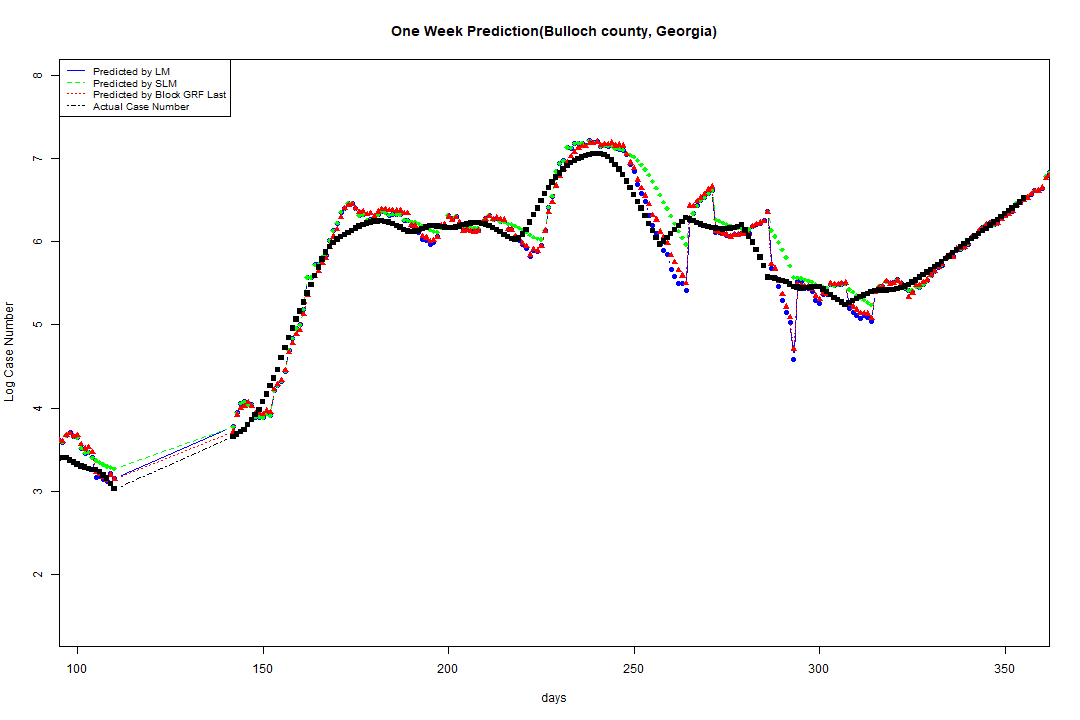 One Week Prediction(Bulloch county, Georgia)
Predicted by LM
Predicted by SLM
Predicted by Block GRF Last
Actual Case Number
8
7
6
5
4
3
2
Log Case Number
100 150 200 250 300 350
days